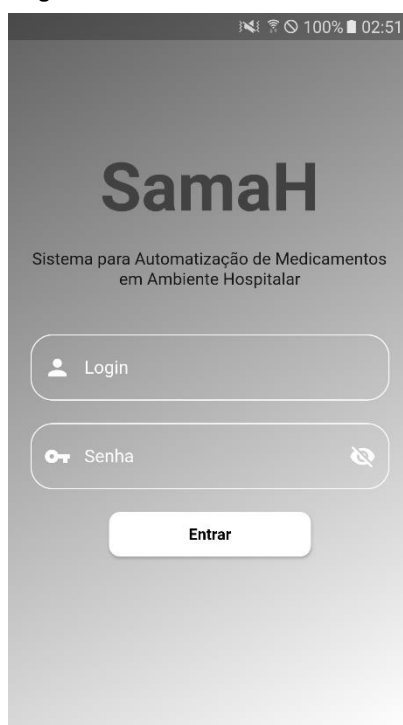 100% 02:51
SamaH
Sistema para Automatização de Medicamentos
em Ambiente Hospitalar
Login
Senha
Entrar